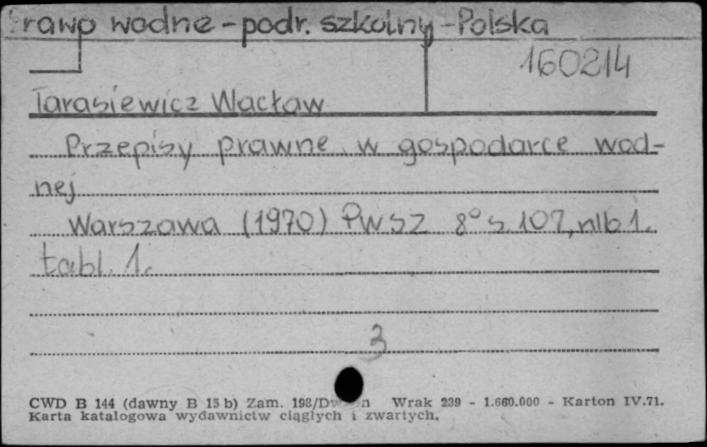 Prawo wodne - podr. szkolny - Polska
160214
Tarasiewicz Wacław
Przepisy prawne w gospodarce wod-
nej
Warszawa (1970) PWSZ 8° s. 107, nlb 1.
tabl. 1.
3
CWD B 144 (dawny B 15 b) Zam. 198/ Wrak 239 - 1.660.000 - Karton IV.71.
Karta katalogowa wydawnictw ciągłych i zwartych.